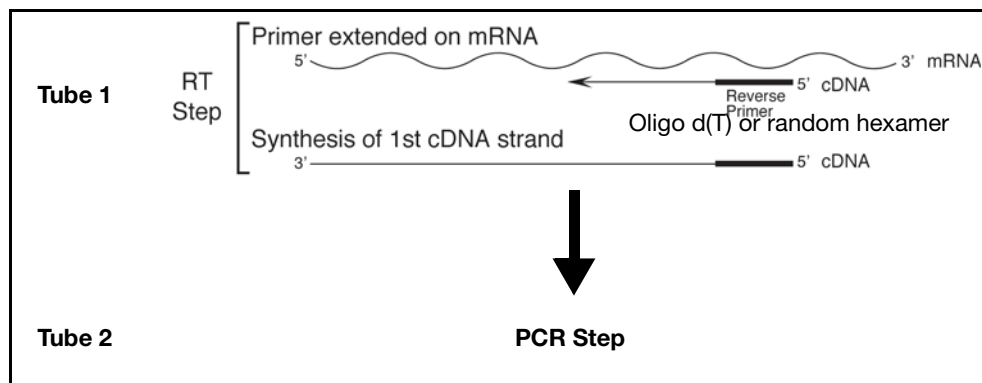 Primer extended on mRNA
5’ 3’ mRNA
Tube 1
RT
Step
5’ cDNA
Reverse
Primer
Oligo d(T) or random hexamer
Synthesis of 1st cDNA strand
3’ 5’ cDNA
Tube 2
PCR Step